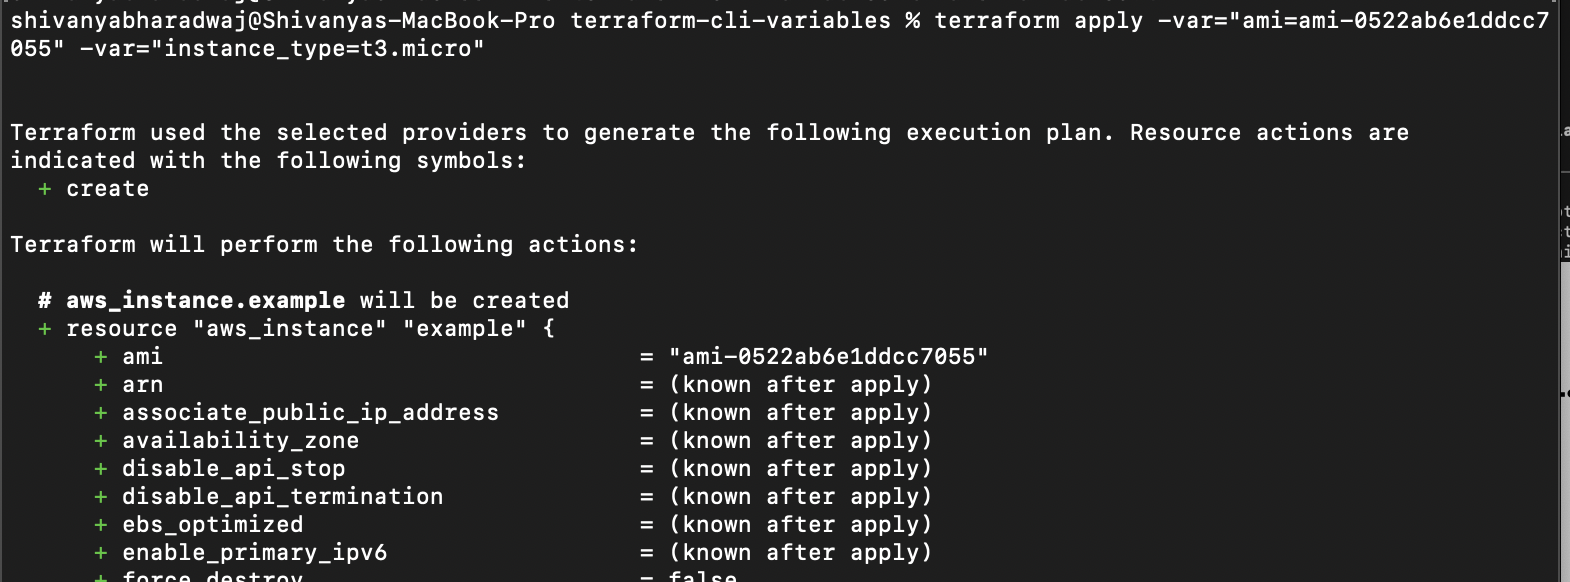 shivanyabharadwaj@Shivanyas-MacBook-Pro terraform-cli-variables % terraform apply -var="ami=ami-0522ab6e1ddcc7
055" -var="instance_type=t3.micro"
Terraform used the selected providers to generate the following execution plan. Resource actions are
indicated with the following symbols:
+ create
Terraform will perform the following actions:
# aws_instance.example will be created
+ resource "aws_instance" "example" {
+ ami = "ami-0522ab6e1ddcc7055"
+ arn = (known after apply)
+ associate_public_ip_address = (known after apply)
+ availability_zone = (known after apply)
+ disable_api_stop = (known after apply)
+ disable_api_termination = (known after apply)
+ ebs_optimized = (known after apply)
+ enable_primary_ipv6 = (known after apply)
+ force_destroy = false